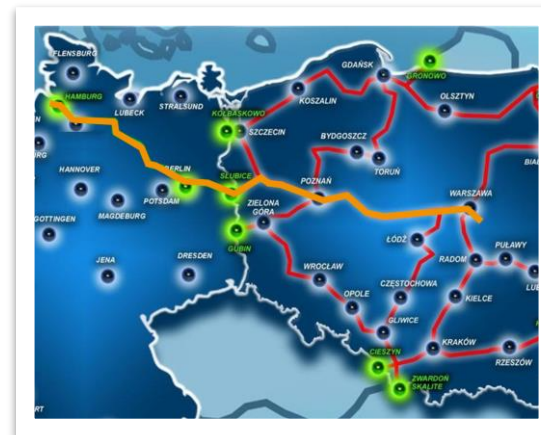 FLENSBURG
GDAŃSK
GRONOWO
HAMBURG
LUBECK
STRALSUND
KOSZALIN
OLSZTYN
KOŁBASKOWO
SZCZECIN
BYDGOSZCZ
TORUŃ
HANNOVER
BERLIN
SŁUBICE
POZNAŃ
WARSZAWA
POTSDAM
MAGDEBURG
ZIELONA
GÓRA
GOTTINGEN
GUBIN
ŁÓDŹ
RADOM
PUŁAWY
JENA
DRESDEN
WROCŁAW
CZĘSTOCHOWA
OPOLE
KIELCE
GLIWICE
CIESZYN
KRAKÓW
RZESZÓW
ZWARDOŃ
SKALITE